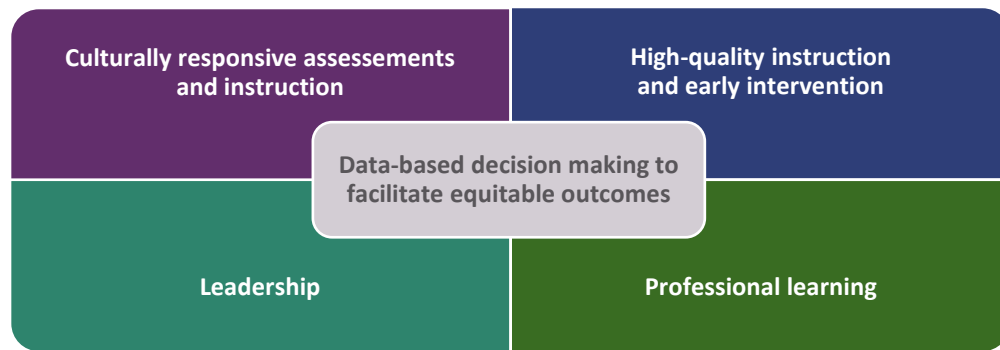 Culturally responsive assessments
and instruction
High-quality instruction
and early intervention
Data-based decision making to
facilitate equitable outcomes
Leadership
Professional learning